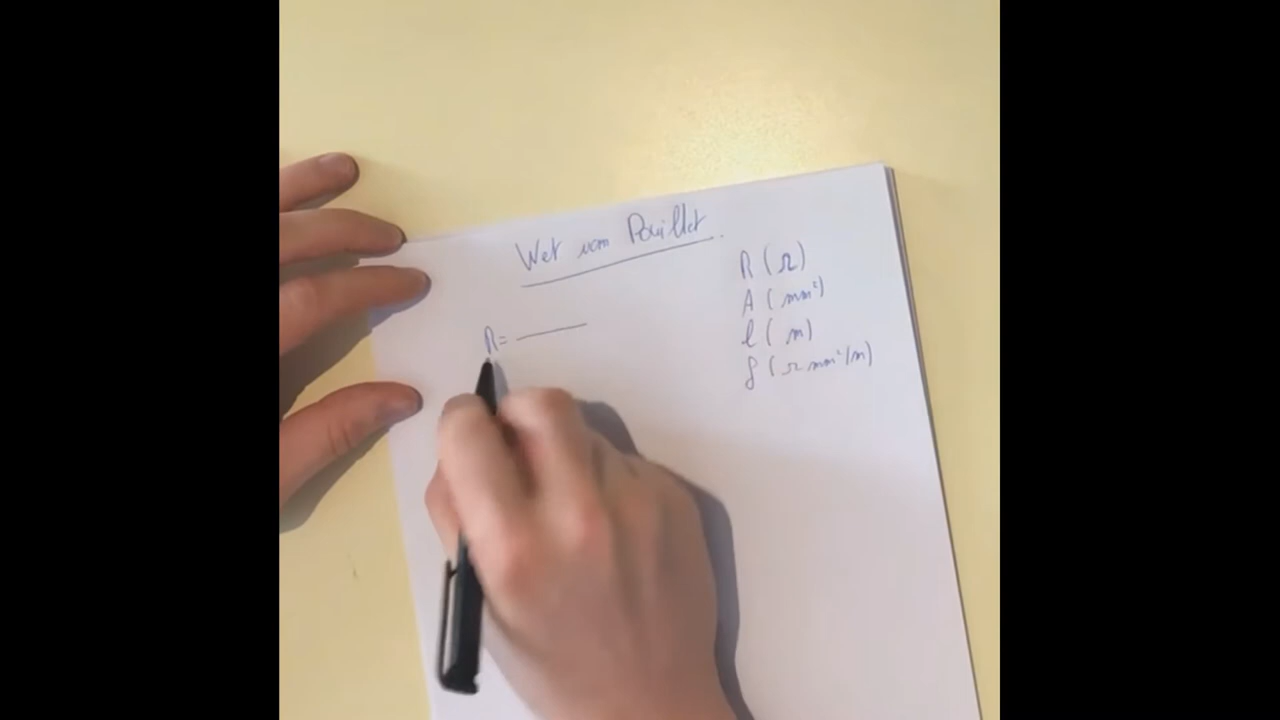 Wet van Pouillet.
R =
R (Ω)
A (mm²)
l (m)
ρ (Ω mm²/m)